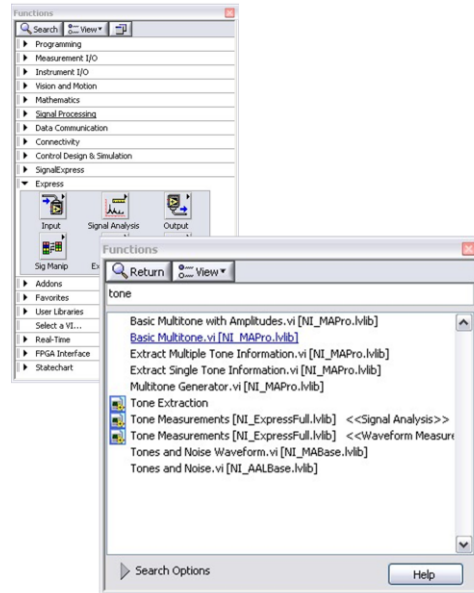 Functions
Search View
Programming
Measurement I/O
Instrument I/O
Vision and Motion
Mathematics
Signal Processing
Data Communication
Connectivity
Control Design & Simulation
SignalExpress
Express
Input Signal Analysis Output
Sig Manip
Addons
Favorites
User Libraries
Select a VI...
Real-Time
FPGA Interface
Statechart
Functions
Return View
tone
Basic Multitone with Amplitudes.vi [NI_MAPro.lvlib]
Basic Multitone.vi [NI_MAPro.lvlib]
Extract Multiple Tone Information.vi [NI_MAPro.lvlib]
Extract Single Tone Information.vi [NI_MAPro.lvlib]
Multitone Generator.vi [NI_MAPro.lvlib]
Tone Extraction
Tone Measurements [NI_ExpressFull.lvlib] <<Signal Analysis>>
Tone Measurements [NI_ExpressFull.lvlib] <<Waveform Measure
Tones and Noise Waveform.vi [NI_MABase.lvlib]
Tones and Noise.vi [NI_AALBase.lvlib]
Search Options
Help